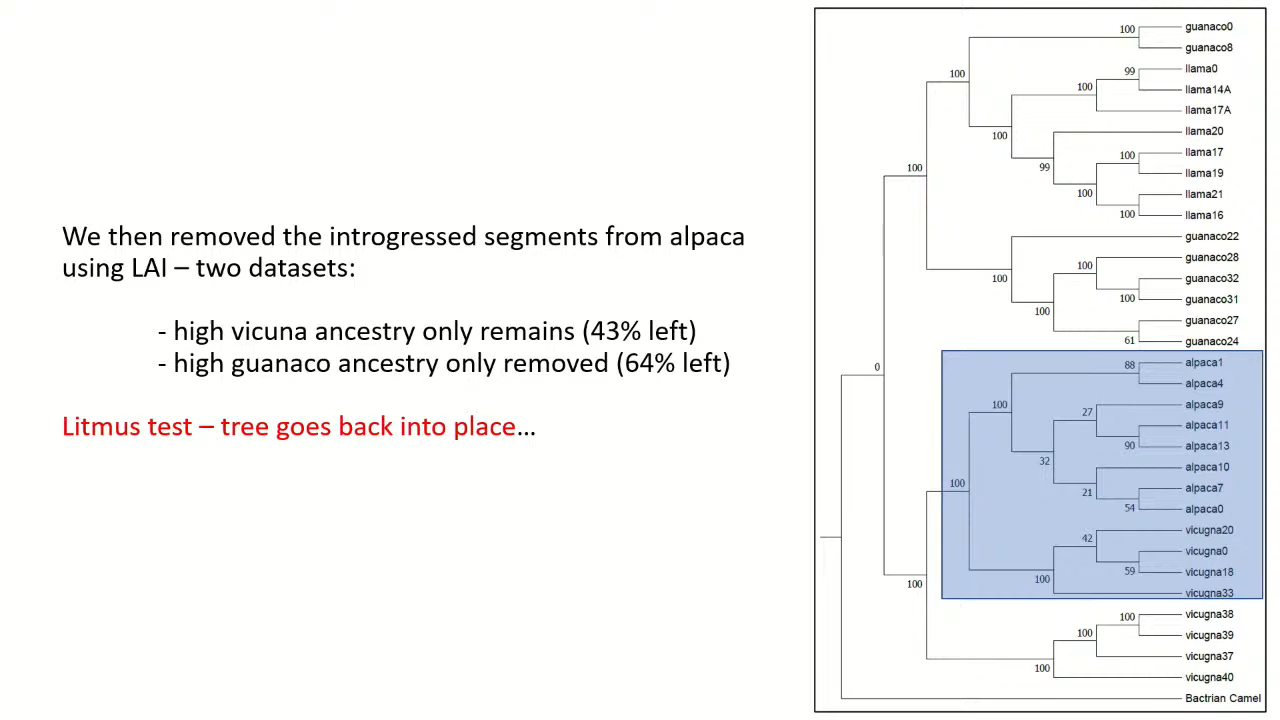 We then removed the introgressed segments from alpaca
using LAI – two datasets:
- high vicuna ancestry only remains (43% left)
- high guanaco ancestry only removed (64% left)
Litmus test – tree goes back into place...
100 guanaco0
guanaco8
100 99 llama0
100 llama14A
llama17A
100 llama20
100 llama17
99 llama19
100 llama21
100 llama16
100
guanaco22
100 guanaco28
100 guanaco32
100 guanaco31
100 guanaco27
61 guanaco24
0
88 alpaca1
alpaca4
100 27 alpaca9
alpaca11
90 alpaca13
32 alpaca10
21 alpaca7
54 alpaca0
100
42 vicugna20
vicugna0
59 vicugna18
100 vicugna33
100
100 vicugna38
100 vicugna39
vicugna37
100 vicugna40
Bactrian Camel